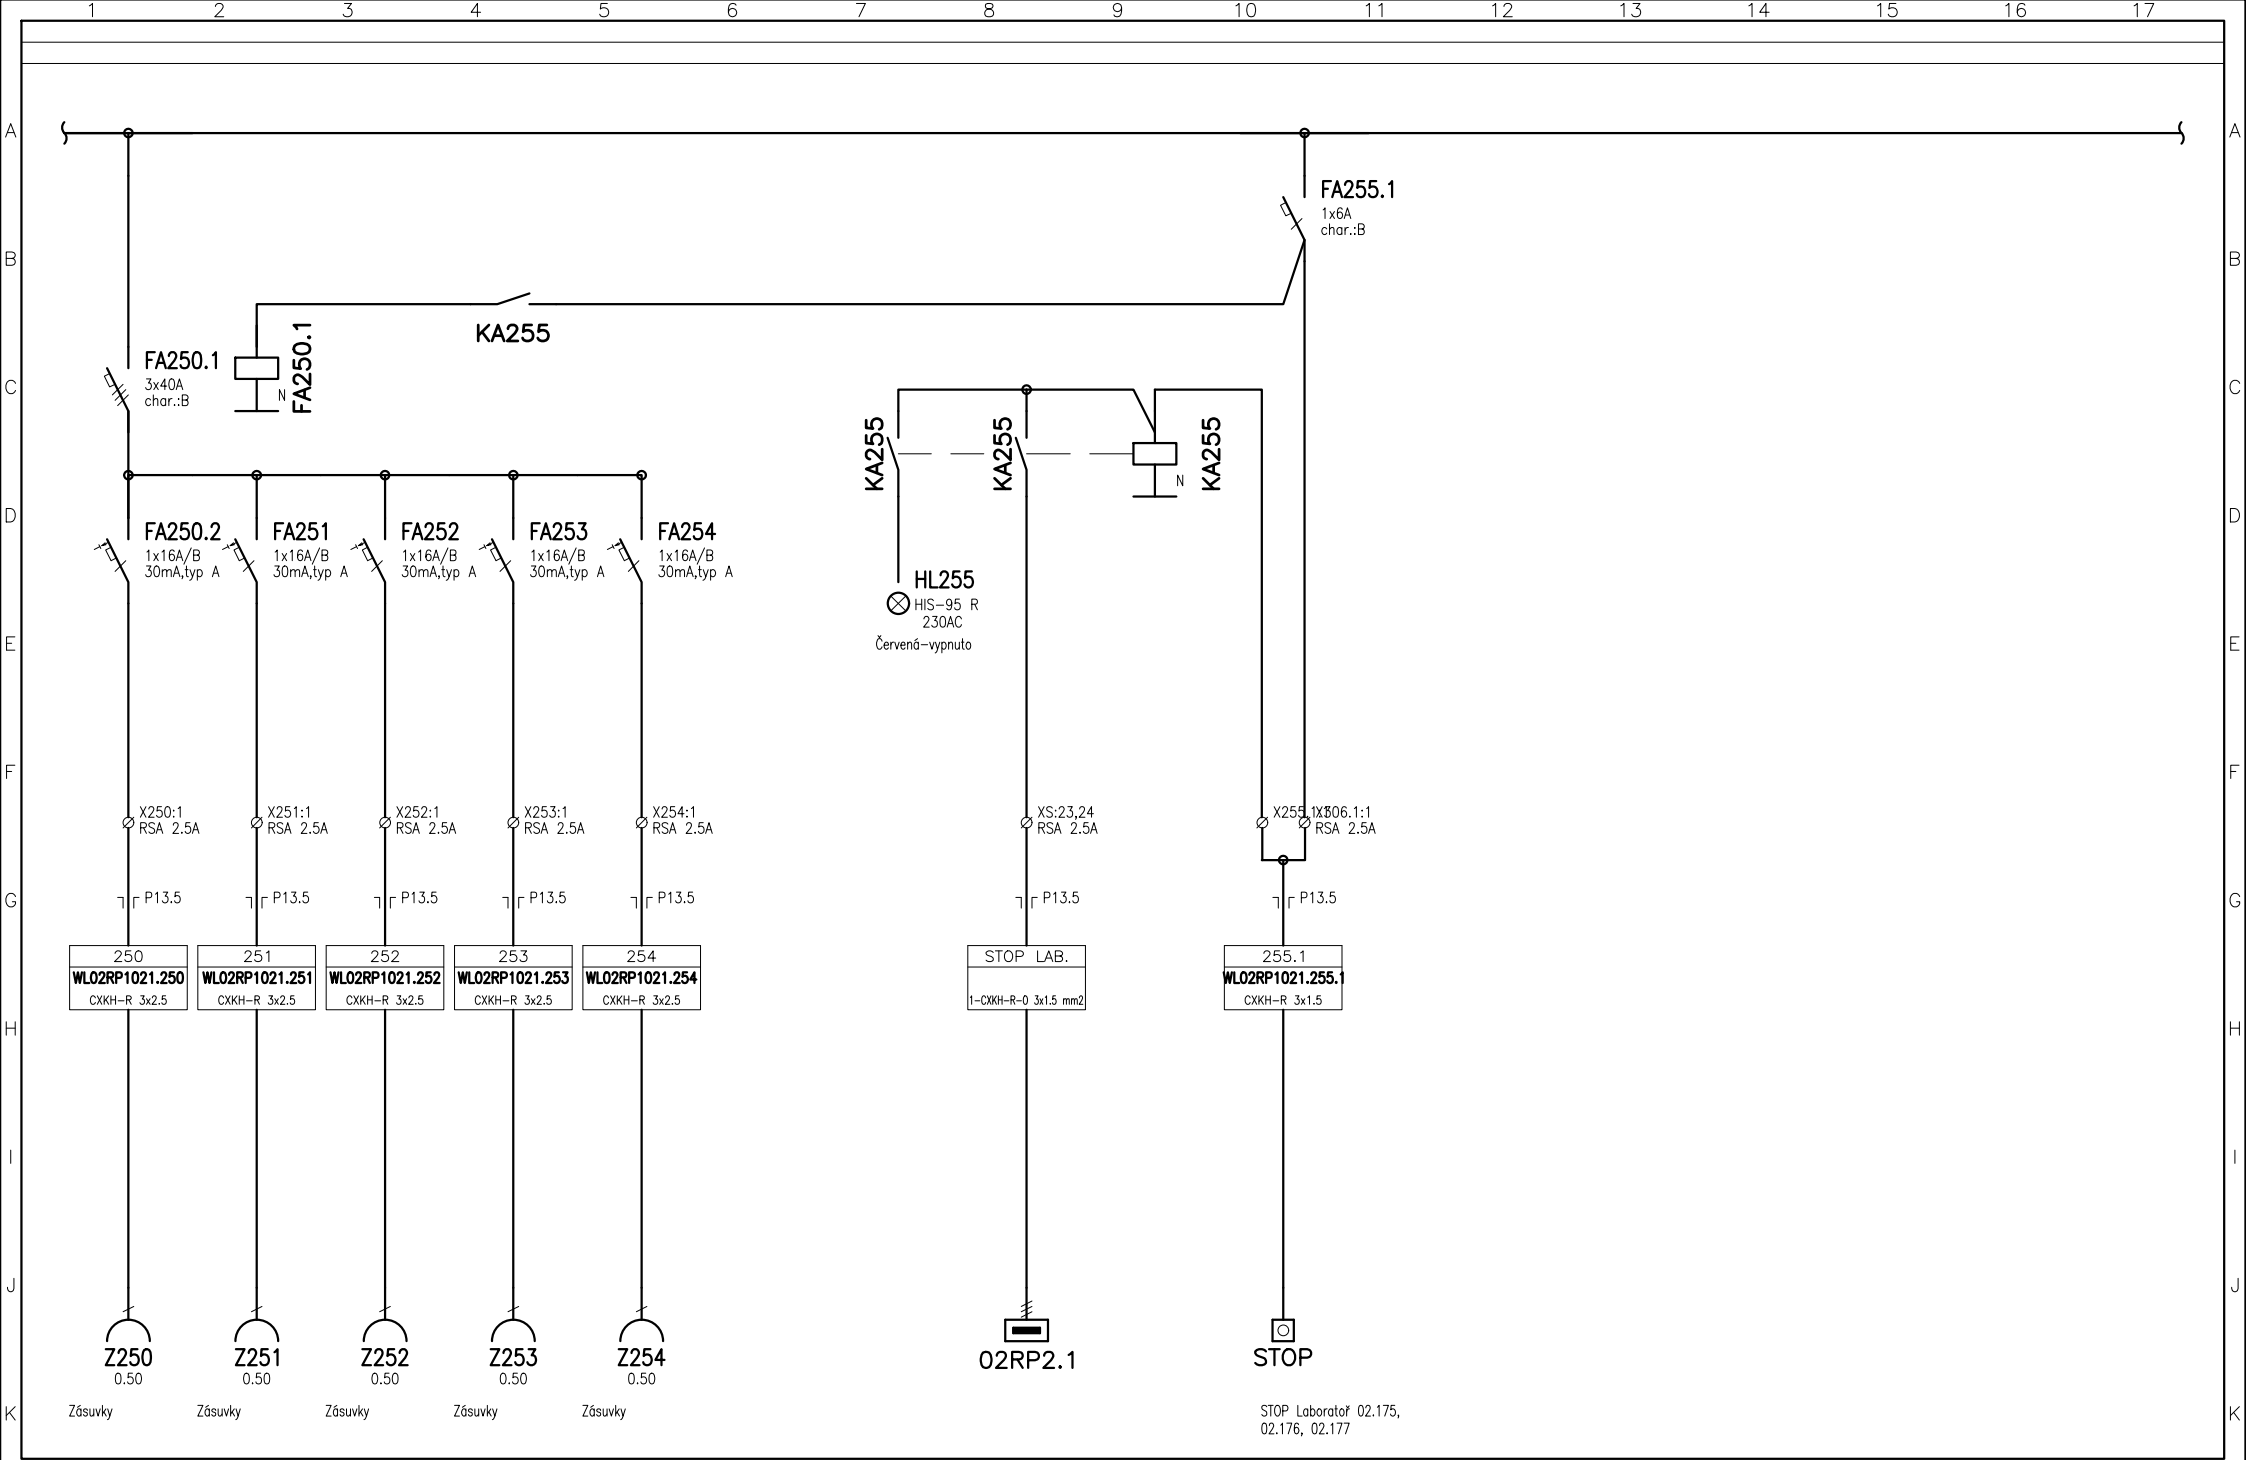 1 2 3 4 5 6 7 8 9 10 11 12 13 14 15 16 17
A A
FA255.1
1x6A
char.:B
B B
KA255
FA250.1
3x40A
char.:B
N
FA250.1
C C
KA255
KA255
KA255
N
D D
FA250.2 FA251 FA252 FA253 FA254
1x16A/B 1x16A/B 1x16A/B 1x16A/B 1x16A/B
30mA,typ A 30mA,typ A 30mA,typ A 30mA,typ A 30mA,typ A
HL255
HIS-95 R
230AC
Červená-vypnuto
E E
F F
X250:1 X251:1 X252:1 X253:1 X254:1 XS:23,24 X306.1:1
RSA 2.5A RSA 2.5A RSA 2.5A RSA 2.5A RSA 2.5A RSA 2.5A RSA 2.5A
G G
P13.5 P13.5 P13.5 P13.5 P13.5 P13.5 P13.5
250 251 252 253 254 STOP LAB. 255.1
WL02RP1021.250 WL02RP1021.251 WL02RP1021.252 WL02RP1021.253 WL02RP1021.254 WL02RP1021.255.1
CXKH-R 3x2.5 CXKH-R 3x2.5 CXKH-R 3x2.5 CXKH-R 3x2.5 CXKH-R 3x2.5 1-CXKH-R-O 3x1.5 mm2 CXKH-R 3x1.5
H H
I I
J J
Z250 Z251 Z252 Z253 Z254 02RP2.1 STOP
0.50 0.50 0.50 0.50 0.50
K K
Zásuvky Zásuvky Zásuvky Zásuvky Zásuvky
STOP Laboratoř 02.175,
02.176, 02.177